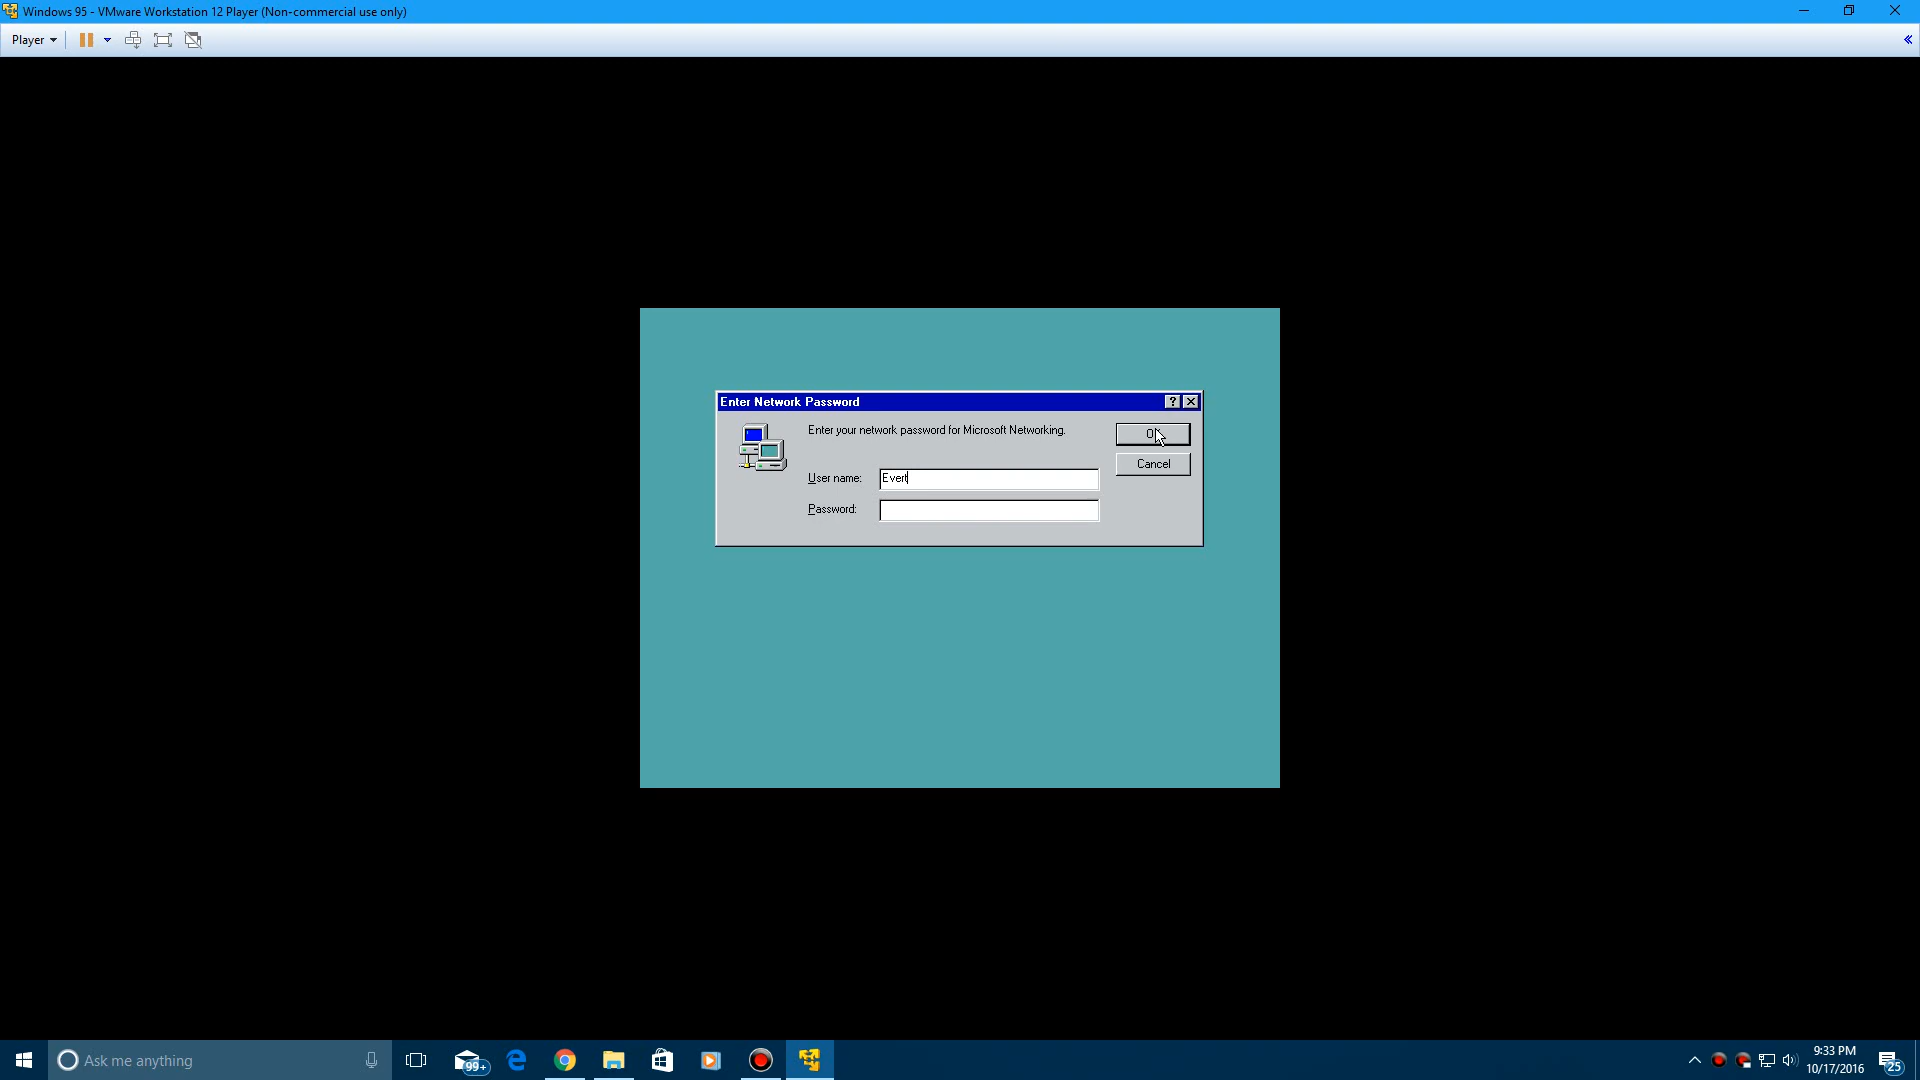 Windows 95 - VMware Workstation 12 Player (Non-commercial use only)
Player
Enter Network Password
Enter your network password for Microsoft Networking.
OK
Cancel
User name:
Evert
Password:
Ask me anything
99+
9:33 PM
10/17/2016
25